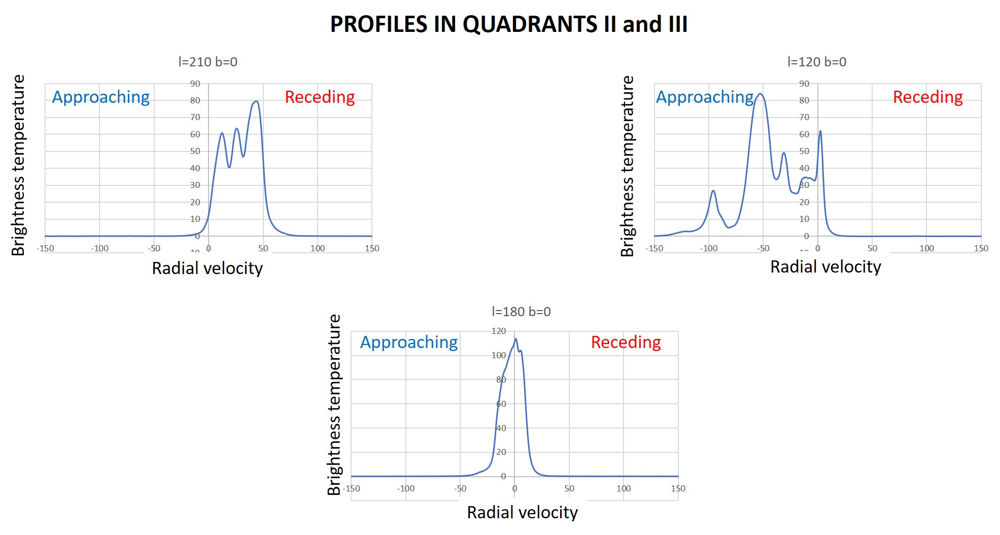 PROFILES IN QUADRANTS II and III
l=210 b=0
Brightness temperature
Approaching
Receding
90
80
70
60
50
40
30
20
10
0
-150 -100 -50 0 50 100 150
Radial velocity
l=120 b=0
Brightness temperature
Approaching
Receding
90
80
70
60
50
40
30
20
10
0
-150 -100 -50 0 50 100 150
Radial velocity
l=180 b=0
Brightness temperature
Approaching
Receding
120
100
80
60
40
20
0
-150 -100 -50 0 50 100 150
Radial velocity